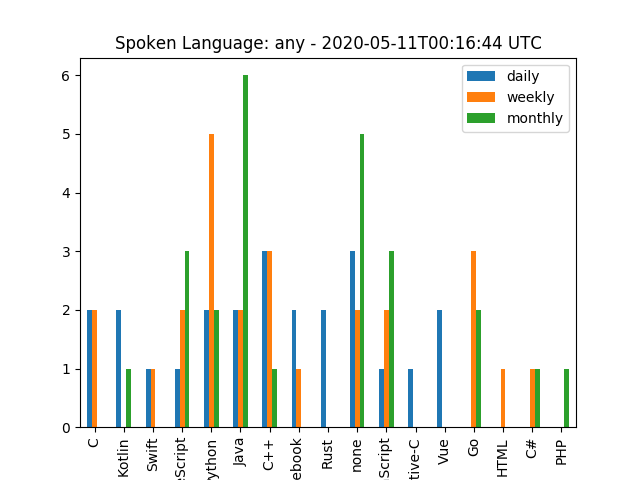 Spoken Language: any - 2020-05-11T00:16:44 UTC
daily
weekly
monthly
6
5
4
3
2
1
0
C
Kotlin
Swift
eScript
ython
Java
C++
ebook
Rust
none
Script
tive-C
Vue
Go
HTML
C#
PHP